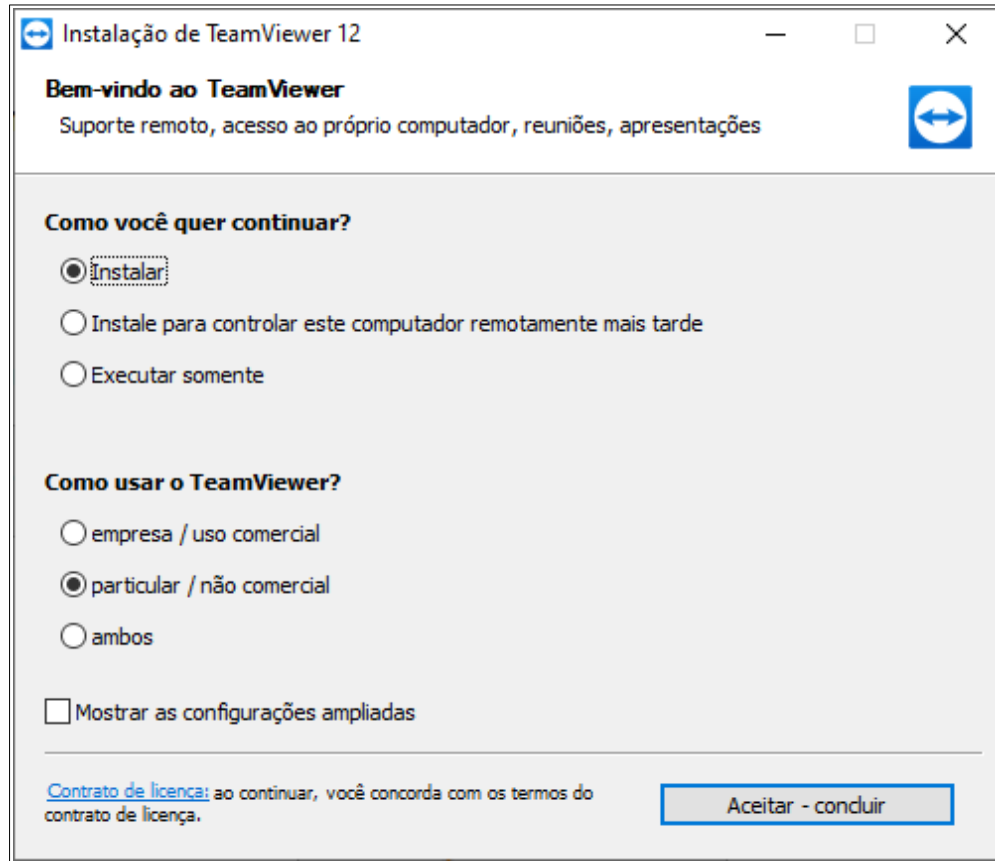 Instalação de TeamViewer 12
Bem-vindo ao TeamViewer
Suporte remoto, acesso ao próprio computador, reuniões, apresentações
Como você quer continuar?
Instalar
Instale para controlar este computador remotamente mais tarde
Executar somente
Como usar o TeamViewer?
empresa / uso comercial
particular / não comercial
ambos
Mostrar as configurações ampliadas
Contrato de licença: ao continuar, você concorda com os termos do
contrato de licença.
Aceitar - concluir